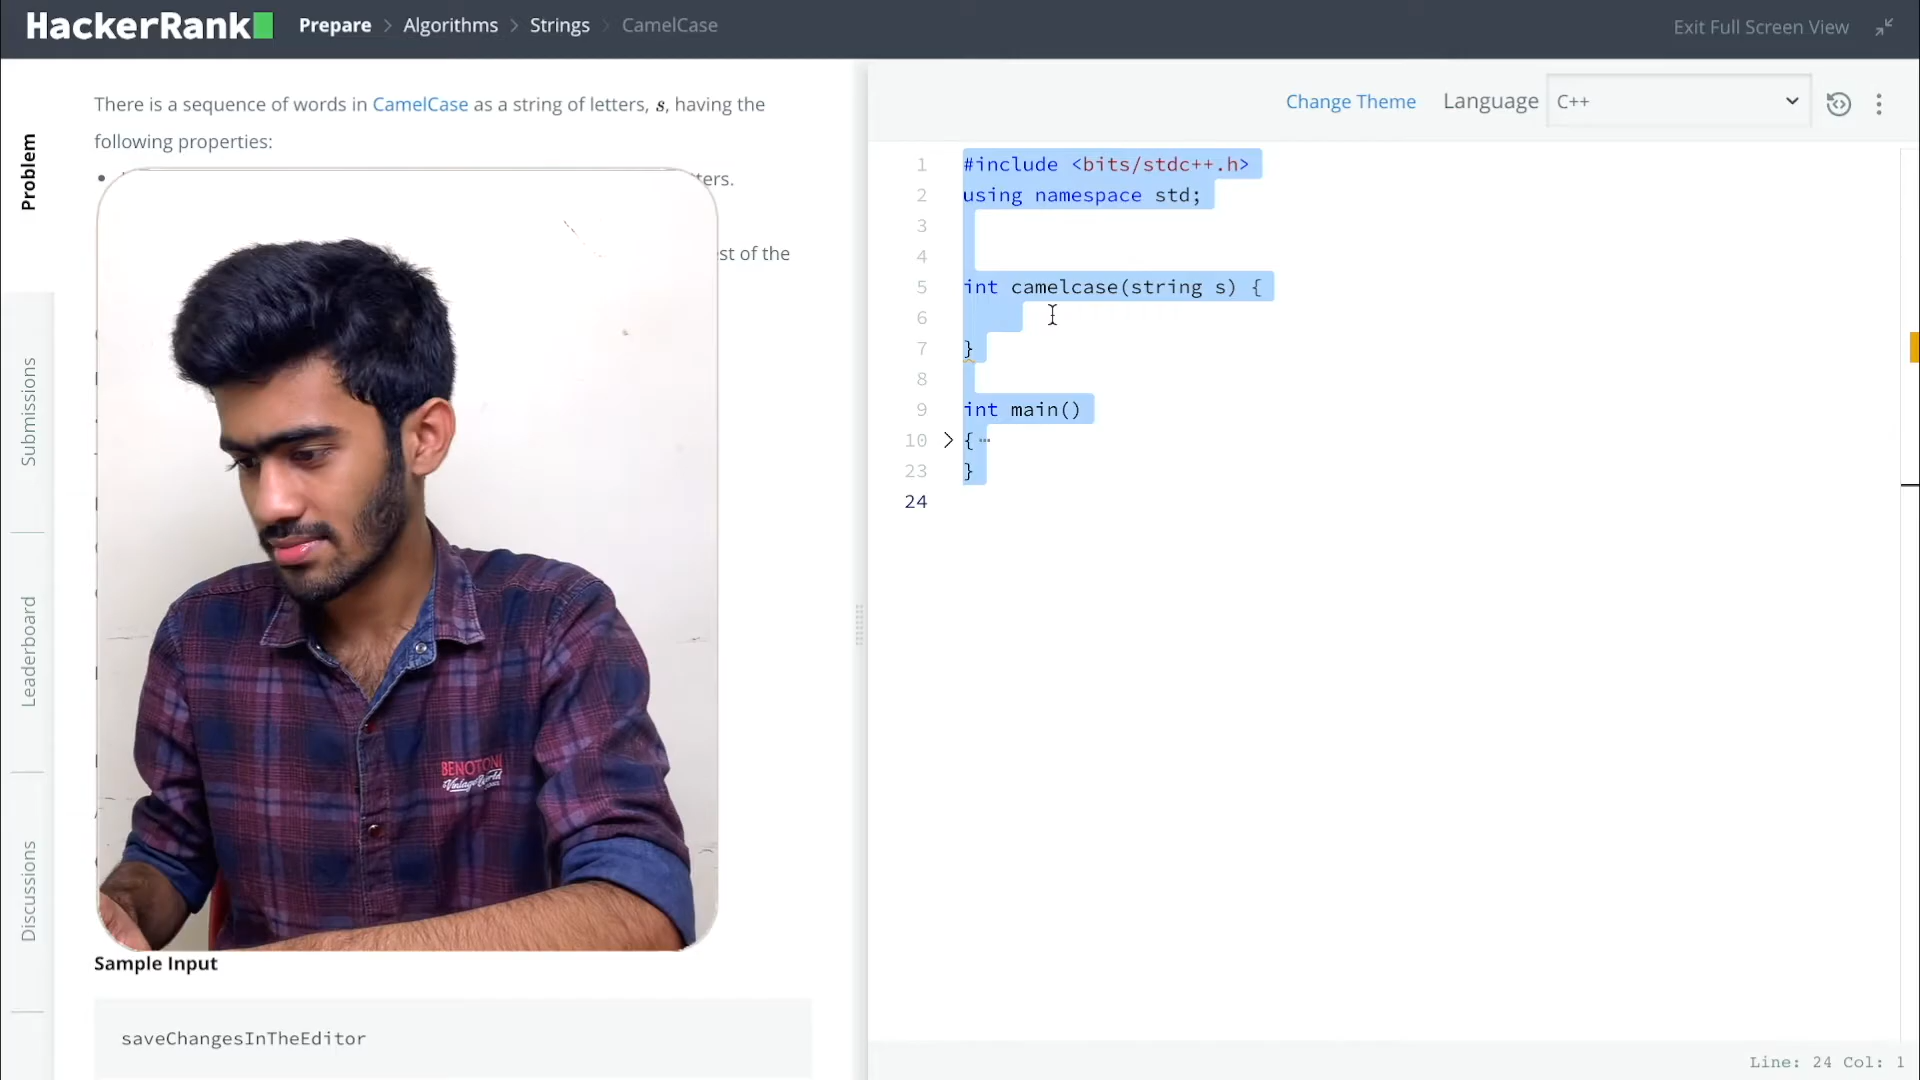 HackerRank
Prepare > Algorithms > Strings > CamelCase
Exit Full Screen View
Problem
Submissions
Leaderboard
Discussions
There is a sequence of words in CamelCase as a string of letters, s, having the
following properties:
ters.
est of the
BENOTONI
Vintage World
Sample Input
saveChangesInTheEditor
Change Theme
Language
C++
1 #include <bits/stdc++.h>
2 using namespace std;
3
4
5 int camelcase(string s) {
6
7 }
8
9 int main()
10 > { ⋯
23 }
24
Line: 24 Col: 1